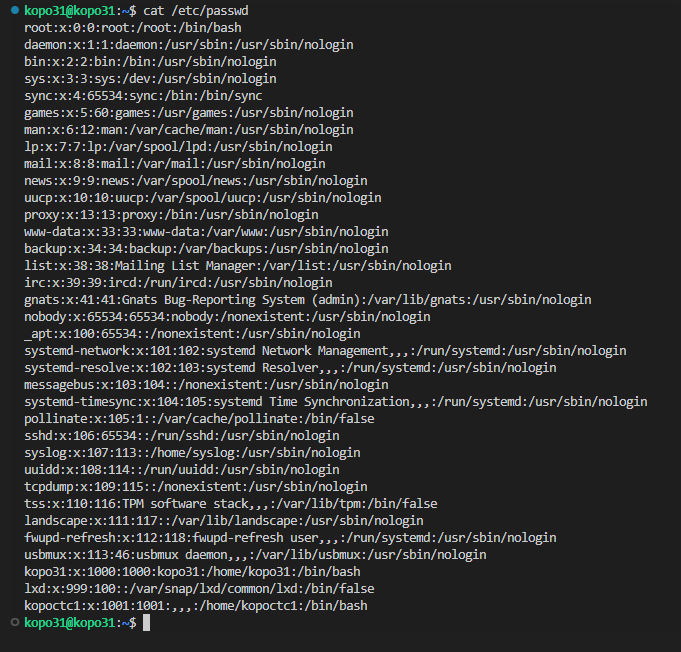 kopo31@kopo31:~$ cat /etc/passwd
root:x:0:0:root:/root:/bin/bash
daemon:x:1:1:daemon:/usr/sbin:/usr/sbin/nologin
bin:x:2:2:bin:/bin:/usr/sbin/nologin
sys:x:3:3:sys:/dev:/usr/sbin/nologin
sync:x:4:65534:sync:/bin:/bin/sync
games:x:5:60:games:/usr/games:/usr/sbin/nologin
man:x:6:12:man:/var/cache/man:/usr/sbin/nologin
lp:x:7:7:lp:/var/spool/lpd:/usr/sbin/nologin
mail:x:8:8:mail:/var/mail:/usr/sbin/nologin
news:x:9:9:news:/var/spool/news:/usr/sbin/nologin
uucp:x:10:10:uucp:/var/spool/uucp:/usr/sbin/nologin
proxy:x:13:13:proxy:/bin:/usr/sbin/nologin
www-data:x:33:33:www-data:/var/www:/usr/sbin/nologin
backup:x:34:34:backup:/var/backups:/usr/sbin/nologin
list:x:38:38:Mailing List Manager:/var/list:/usr/sbin/nologin
irc:x:39:39:ircd:/run/ircd:/usr/sbin/nologin
gnats:x:41:41:Gnats Bug-Reporting System (admin):/var/lib/gnats:/usr/sbin/nologin
nobody:x:65534:65534:nobody:/nonexistent:/usr/sbin/nologin
_apt:x:100:65534::/nonexistent:/usr/sbin/nologin
systemd-network:x:101:102:systemd Network Management,,,:/run/systemd:/usr/sbin/nologin
systemd-resolve:x:102:103:systemd Resolver,,,:/run/systemd:/usr/sbin/nologin
messagebus:x:103:104::/nonexistent:/usr/sbin/nologin
systemd-timesync:x:104:105:systemd Time Synchronization,,,:/run/systemd:/usr/sbin/nologin
pollinate:x:105:1::/var/cache/pollinate:/bin/false
sshd:x:106:65534::/run/sshd:/usr/sbin/nologin
syslog:x:107:113::/home/syslog:/usr/sbin/nologin
uuidd:x:108:114::/run/uuidd:/usr/sbin/nologin
tcpdump:x:109:115::/nonexistent:/usr/sbin/nologin
tss:x:110:116:TPM software stack,,,:/var/lib/tpm:/bin/false
landscape:x:111:117::/var/lib/landscape:/usr/sbin/nologin
fwupd-refresh:x:112:118:fwupd-refresh user,,,:/run/systemd:/usr/sbin/nologin
usbmux:x:113:46:usbmux daemon,,,:/var/lib/usbmux:/usr/sbin/nologin
kopo31:x:1000:1000:kopo31:/home/kopo31:/bin/bash
lxd:x:999:100::/var/snap/lxd/common/lxd:/bin/false
kopoctc1:x:1001:1001:,,,:/home/kopoctc1:/bin/bash
kopo31@kopo31:~$